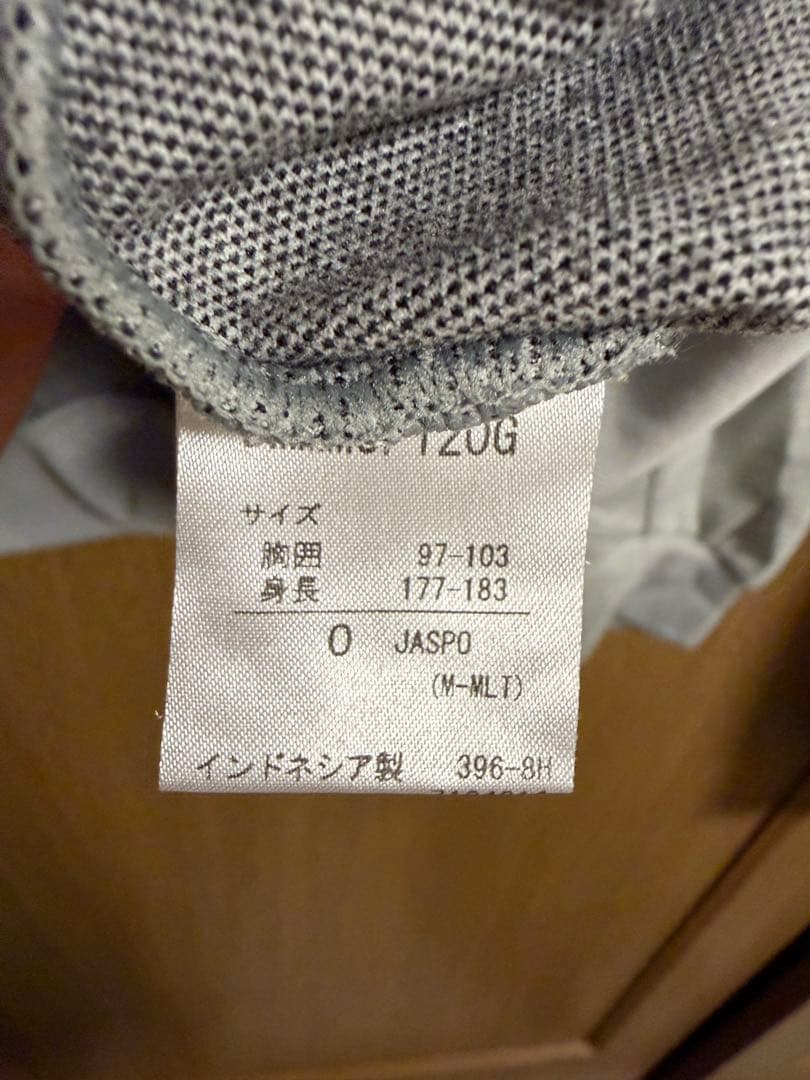 120G
サイズ
胸囲 97-103
身長 177-183
O JASPO
(M-MLT)
インドネシア製 396-8H